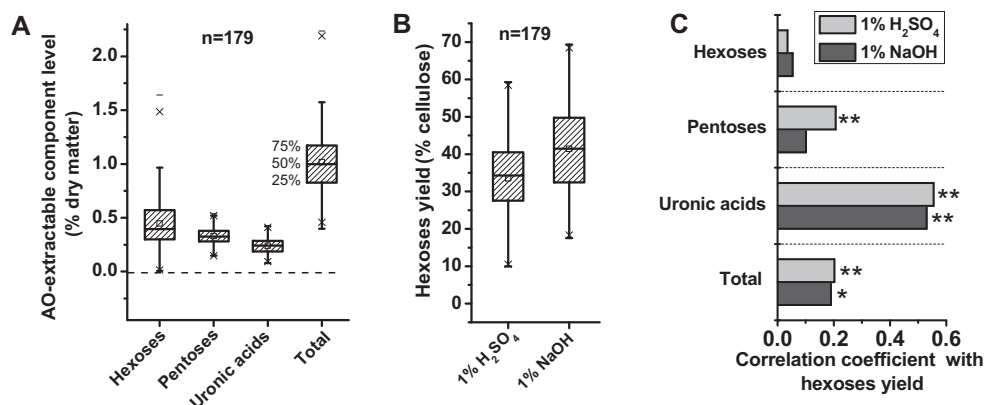 A
n=179
AO-extractable component level
(% dry matter)
2.0
1.5
1.0
0.5
0.0
75%
50%
25%
Hexoses
Pentoses
Uronic acids
Total
B
n=179
Hexoses yield (% cellulose)
70
60
50
40
30
20
10
0
1% H₂SO₄
1% NaOH
C
1% H₂SO₄
1% NaOH
Hexoses
Pentoses
**
Uronic acids
**
**
Total
**
*
0.0 0.2 0.4 0.6
Correlation coefficient with
hexoses yield